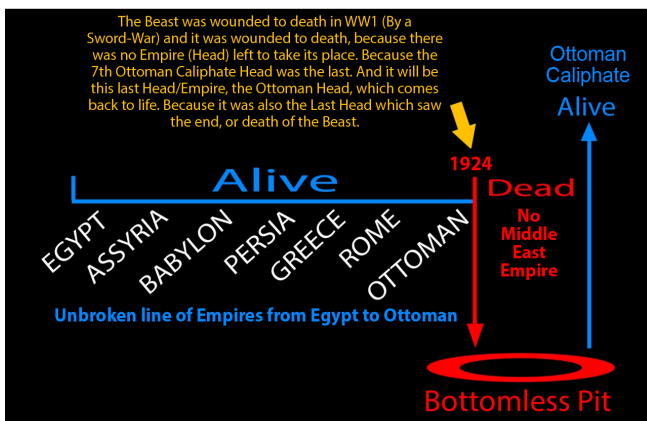 The Beast was wounded to death in WW1 (By a
Sword-War) and it was wounded to death, because there
was no Empire (Head) left to take its place. Because the
7th Ottoman Caliphate Head was the last. And it will be
this last Head/Empire, the Ottoman Head, which comes
back to life. Because it was also the Last Head which saw
the end, or death of the Beast.
Ottoman
Caliphate
Alive
1924
Alive
Dead
EGYPT
ASSYRIA
BABYLON
PERSIA
GREECE
ROME
OTTOMAN
No
Middle
East
Empire
Unbroken line of Empires from Egypt to Ottoman
Bottomless Pit